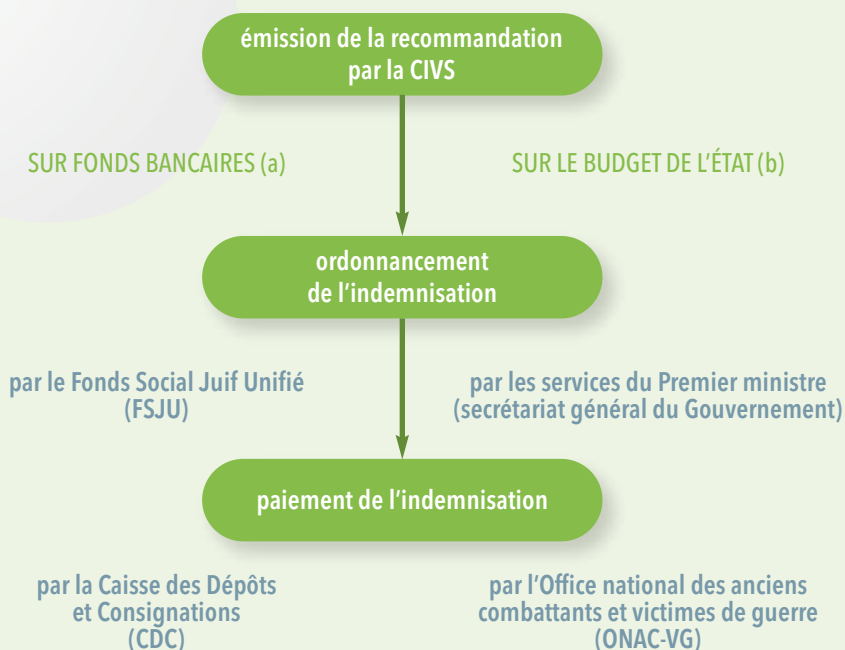 émission de la recommandation
par la CIVS
SUR FONDS BANCAIRES (a)
SUR LE BUDGET DE L’ÉTAT (b)
ordonnancement
de l’indemnisation
par le Fonds Social Juif Unifié
(FSJU)
par les services du Premier ministre
(secrétariat général du Gouvernement)
paiement de l’indemnisation
par la Caisse des Dépôts
et Consignations
(CDC)
par l’Office national des anciens
combattants et victimes de guerre
(ONAC-VG)